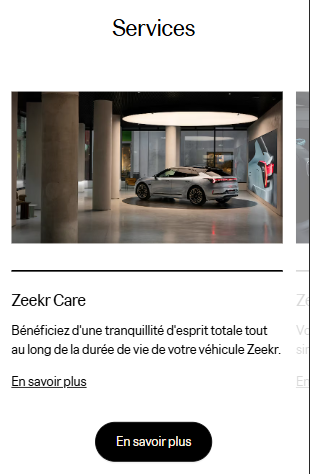 Services
Zeekr Care
Bénéficiez d'une tranquillité d'esprit totale tout
au long de la durée de vie de votre véhicule Zeekr.
En savoir plus
En savoir plus